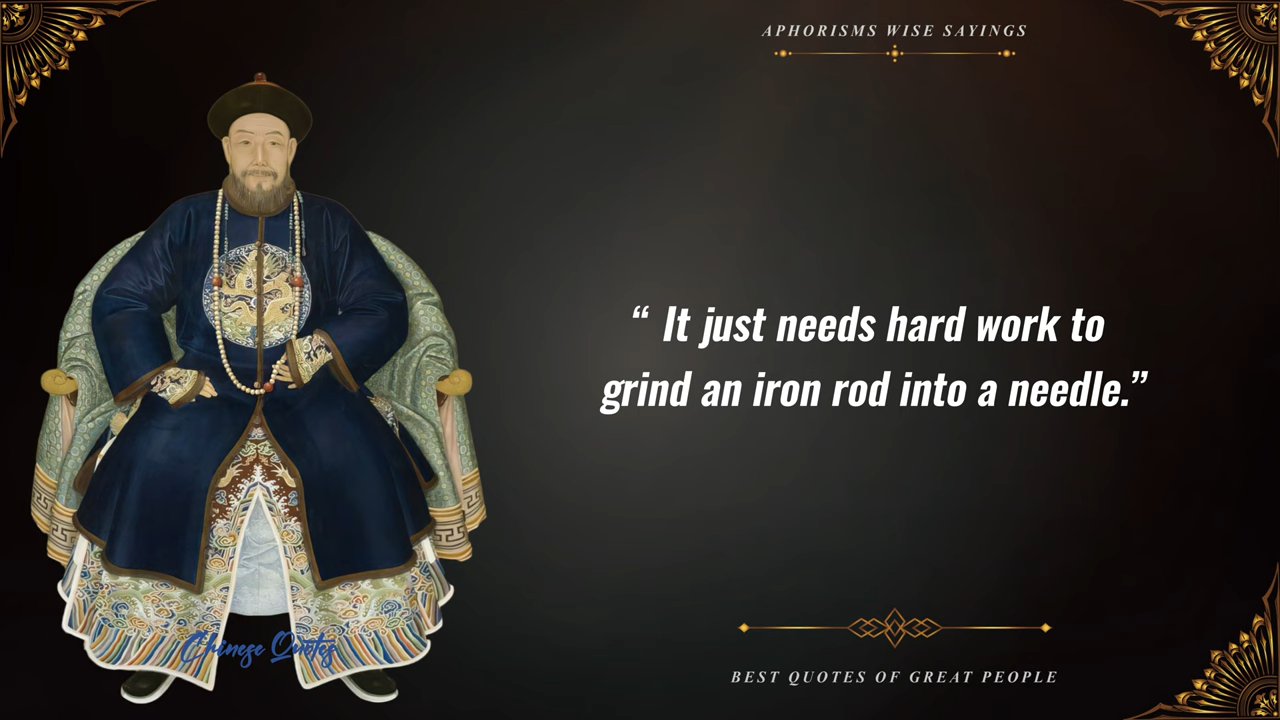 APHORISMS WISE SAYINGS
“ It just needs hard work to
grind an iron rod into a needle.”
Chinese Quotes
BEST QUOTES OF GREAT PEOPLE